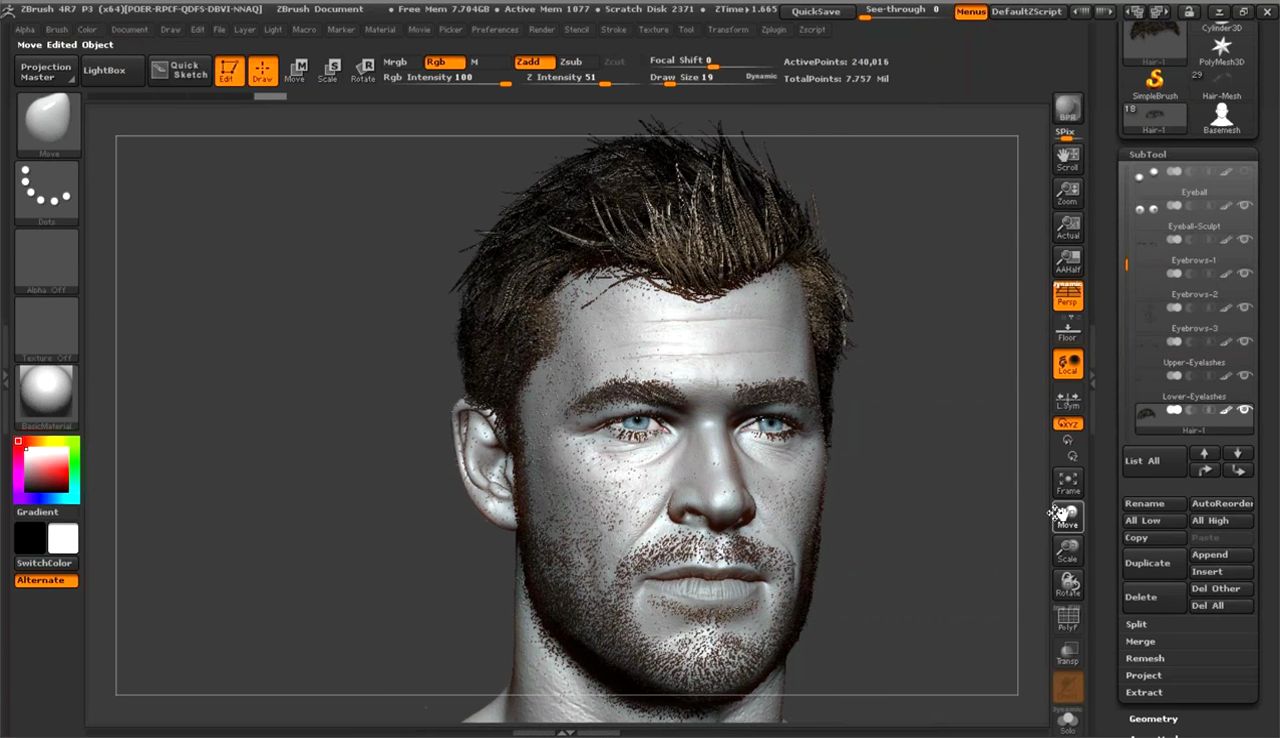 ZBrush 4R7 P3 (x64)[POER-RPCF-QDFS-DBVI-NNAQ] ZBrush Document • Free Mem 7.704GB • Active Mem 1077 • Scratch Disk 2371 • ZTime▸1.665 QuickSave See-through 0 Menus DefaultZScript
Alpha Brush Color Document Draw Edit File Layer Light Macro Marker Material Movie Picker Preferences Render Stencil Stroke Texture Tool Transform Zplugin Zscript
Move Edited Object
Projection Master
LightBox
Quick Sketch
Edit
Draw
Move
Scale
Rotate
Mrgb Rgb M
Rgb Intensity 100
Zadd Zsub Zcut
Z Intensity 51
Focal Shift 0
Draw Size 19 Dynamic
ActivePoints: 240,016
TotalPoints: 7.757 Mil
Move
Dots
Alpha Off
Texture Off
BasicMaterial
Gradient
SwitchColor
Alternate
BPR
SPix
Scroll
Zoom
Actual
AAHalf
Dynamic
Persp
Floor
Local
L.Sym
XYZ
Frame
Move
Scale
Rotate
PolyF
Transp
Dynamic
Solo
Cylinder3D
Hair-1 PolyMesh3D
29
SimpleBrush Hair-Mesh
18
Hair-1 Basemesh
SubTool
Eyeball
Eyeball-Sculpt
Eyebrows-1
Eyebrows-2
Eyebrows-3
Upper-Eyelashes
Lower-Eyelashes
Hair-1
List All
Rename AutoReorder
All Low All High
Copy Paste
Duplicate Append
Insert
Delete Del Other
Del All
Split
Merge
Remesh
Project
Extract
Geometry